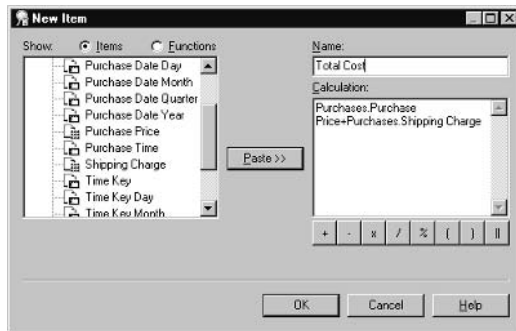 New Item
Show: Items Functions
Purchase Date Day
Purchase Date Month
Purchase Date Quarter
Purchase Date Year
Purchase Price
Purchase Time
Shipping Charge
Time Key
Time Key Day
Time Key Month
Paste >>
Name:
Total Cost
Calculation:
Purchases.Purchase
Price+Purchases.Shipping Charge
+ - x / % ( ) ||
OK Cancel Help